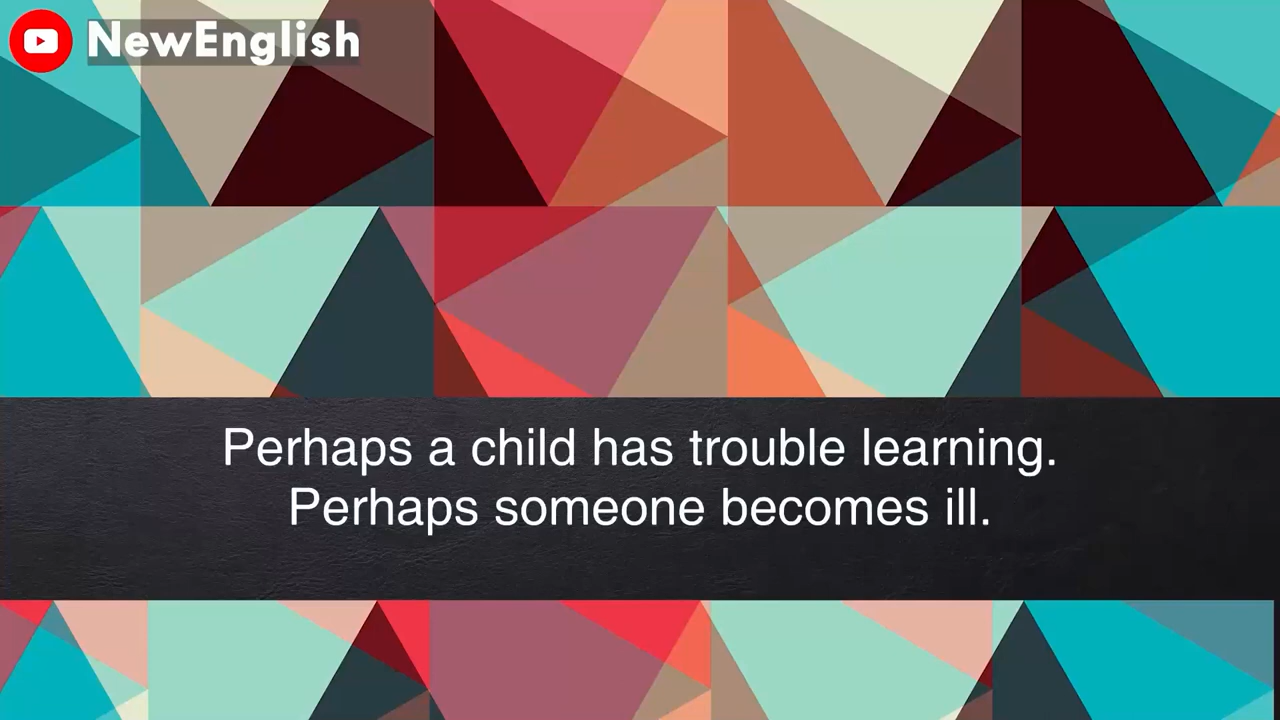 NewEnglish
Perhaps a child has trouble learning.
Perhaps someone becomes ill.